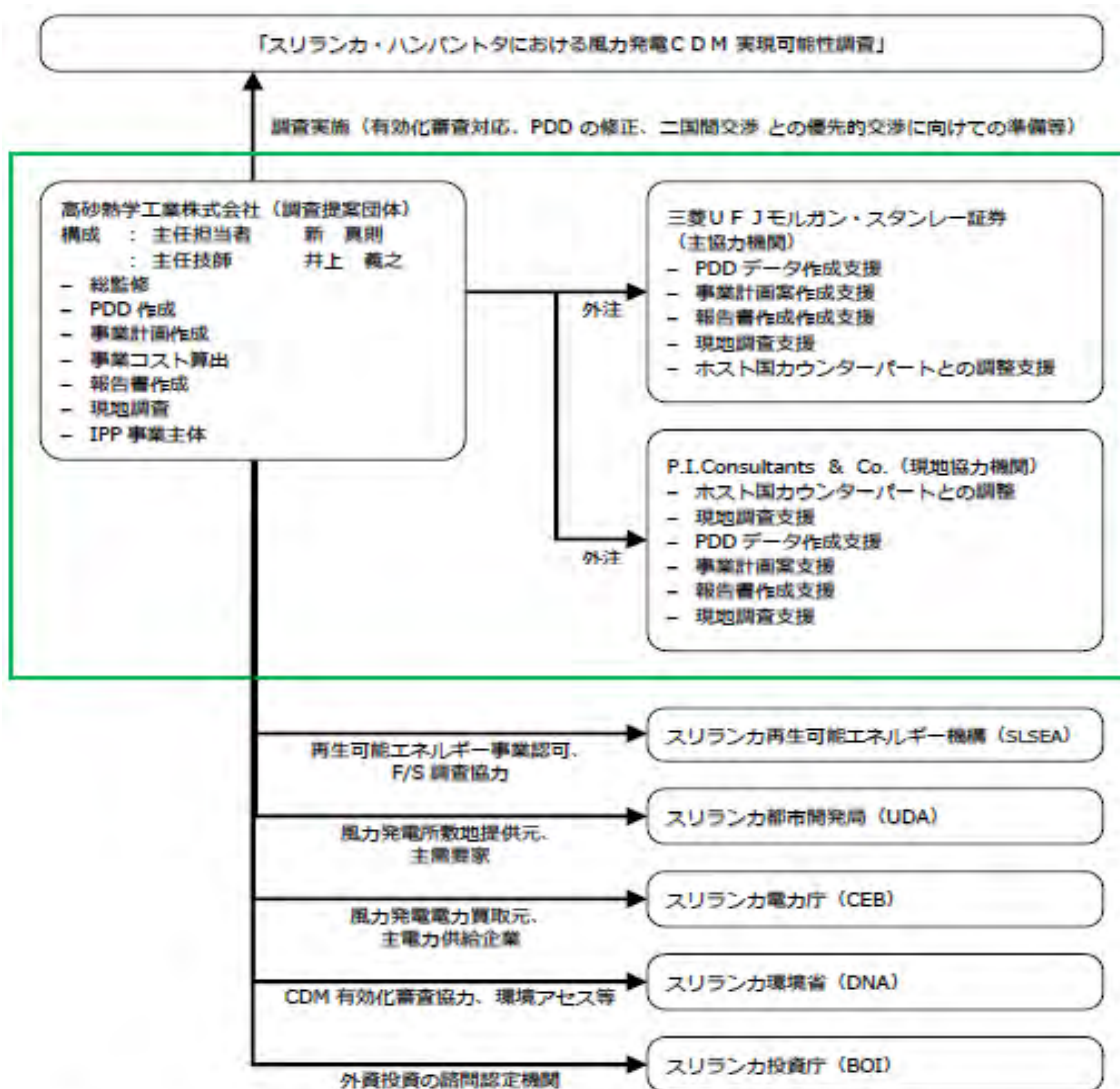 「スリランカ・ハンバントタにおける風力発電ＣＤＭ 実現可能性調査」
調査実施（有効化審査対応、PDD の修正、二国間交渉 との優先的交渉に向けての準備等）
高砂熱学工業株式会社（調査提案団体）
構成 ： 主任担当者 新 真則
： 主任技師 井上 義之
– 総監修
– PDD 作成
– 事業計画作成
– 事業コスト算出
– 報告書作成
– 現地調査
– IPP 事業主体
外注
三菱ＵＦＪモルガン・スタンレー証券
（主協力機関）
– PDD データ作成支援
– 事業計画案作成支援
– 報告書作成作成支援
– 現地調査支援
– ホスト国カウンターパートとの調整支援
外注
P.I.Consultants & Co.（現地協力機関）
– ホスト国カウンターパートとの調整
– 現地調査支援
– PDD データ作成支援
– 事業計画案支援
– 報告書作成支援
– 現地調査支援
再生可能エネルギー事業認可、
F/S 調査協力
スリランカ再生可能エネルギー機構（SLSEA）
風力発電所敷地提供元、
主需要家
スリランカ都市開発局（UDA）
風力発電電力買取元、
主電力供給企業
スリランカ電力庁（CEB）
CDM 有効化審査協力、環境アセス等
スリランカ環境省（DNA）
外資投資の諮問認定機関
スリランカ投資庁（BOI）